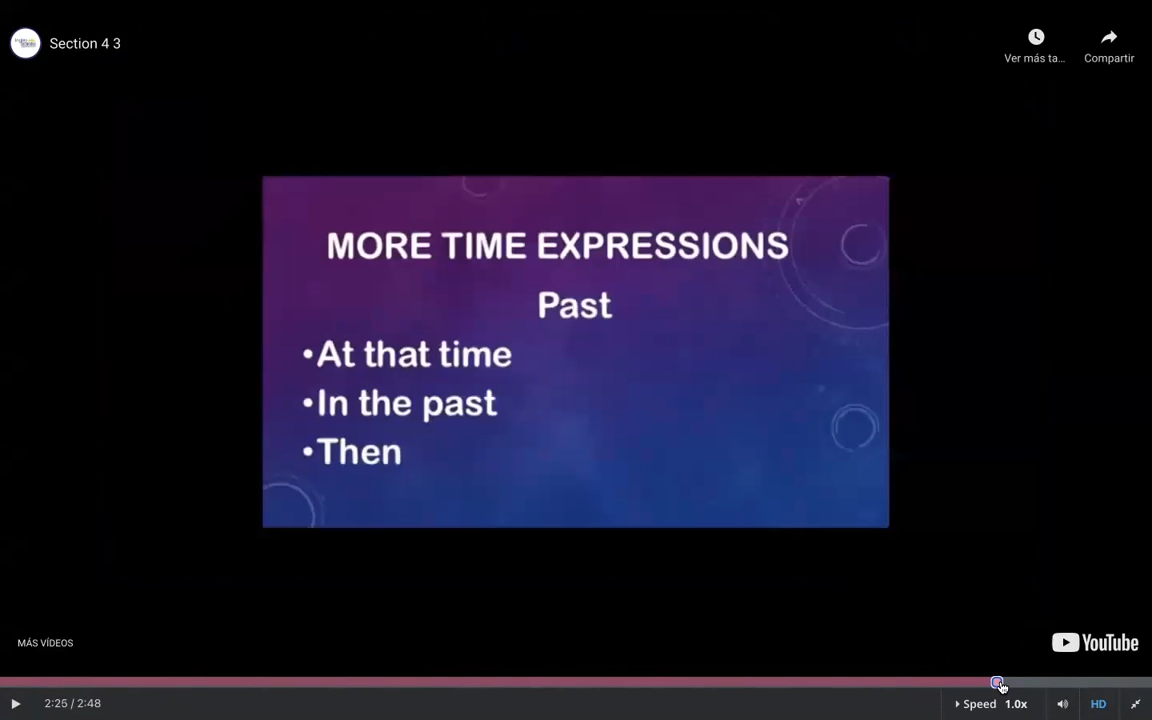 Section 4 3
Ver más ta...
Compartir
MORE TIME EXPRESSIONS
Past
•At that time
•In the past
•Then
MÁS VÍDEOS
YouTube
2:25 / 2:48
Speed 1.0x
HD